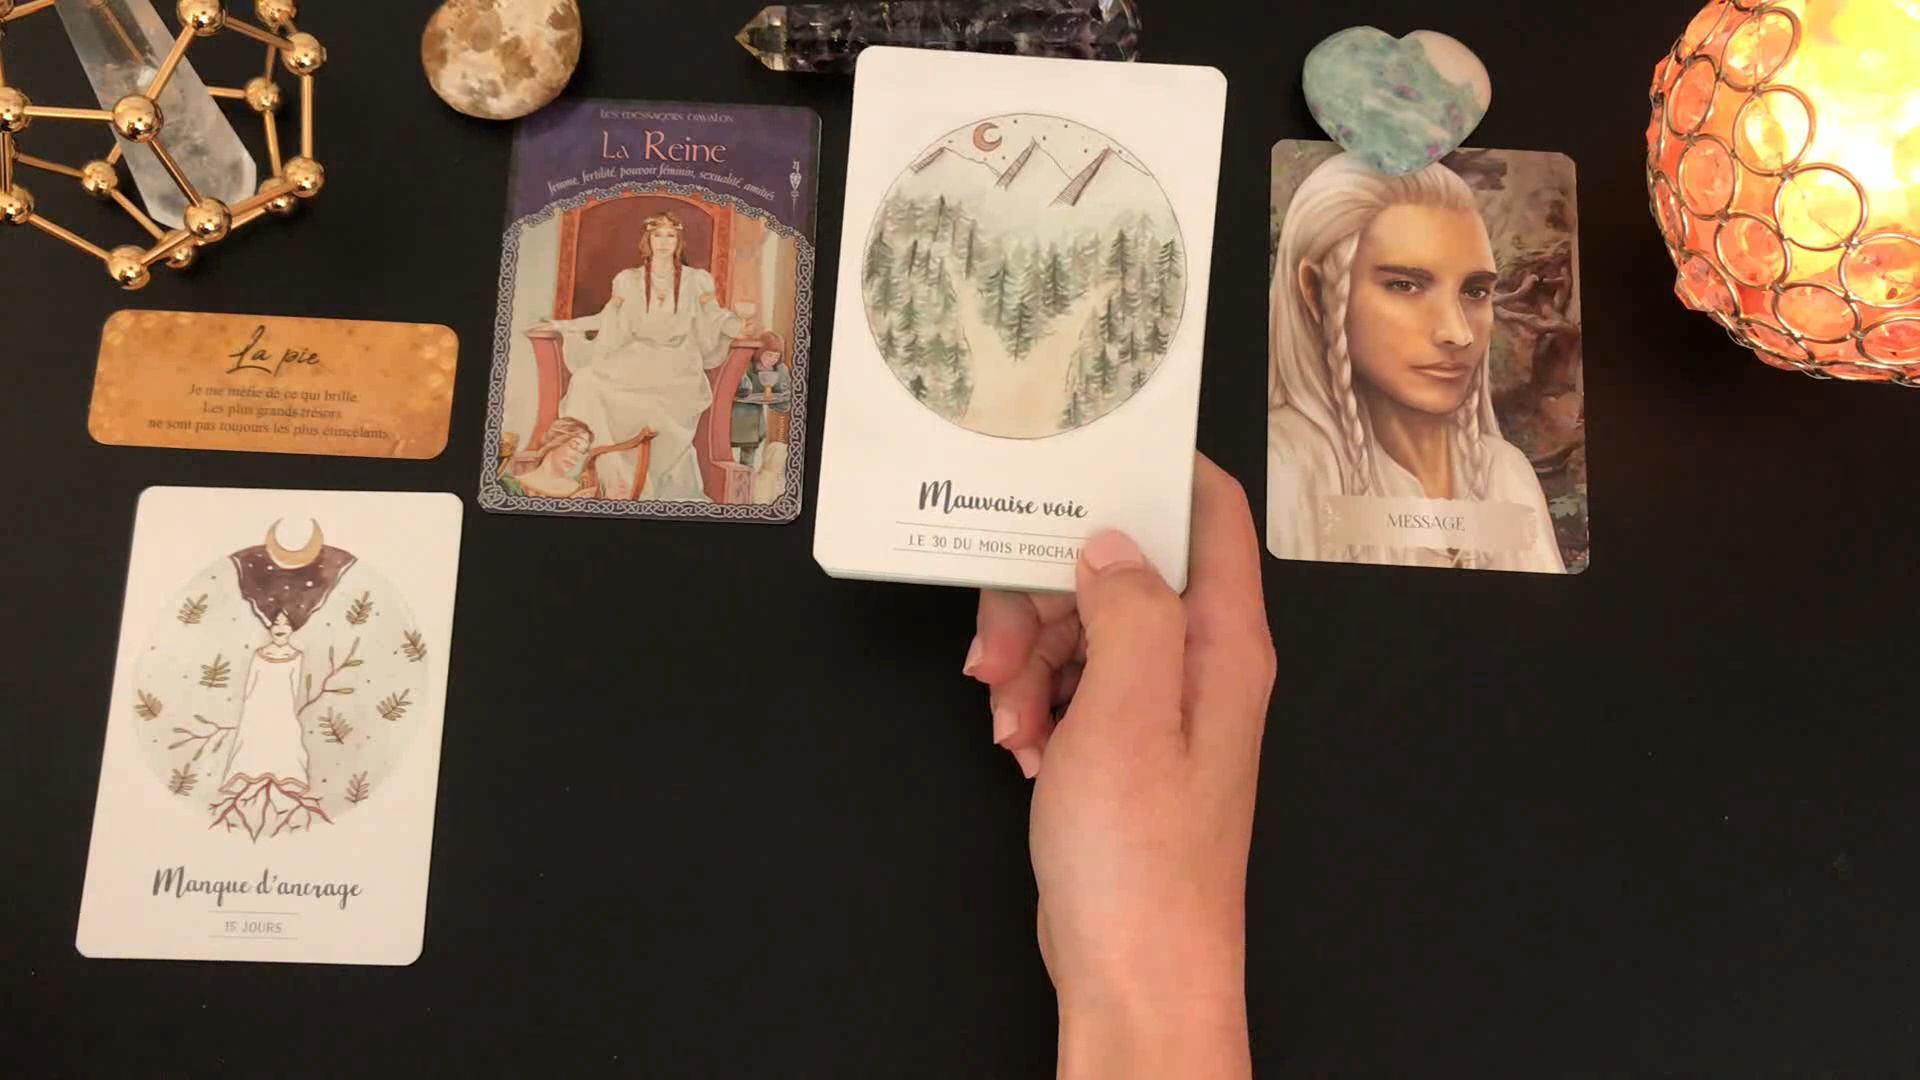 La pie
Je me méfie de ce qui brille.
Les plus grands trésors
ne sont pas toujours les plus étincelants.
Manque d'ancrage
15 JOURS
LES MESSAGERS D'AVALON
La Reine
femme, fertilité, pouvoir féminin, sexualité, amitiés
Mauvaise voie
LE 30 DU MOIS PROCHAI
MESSAGE